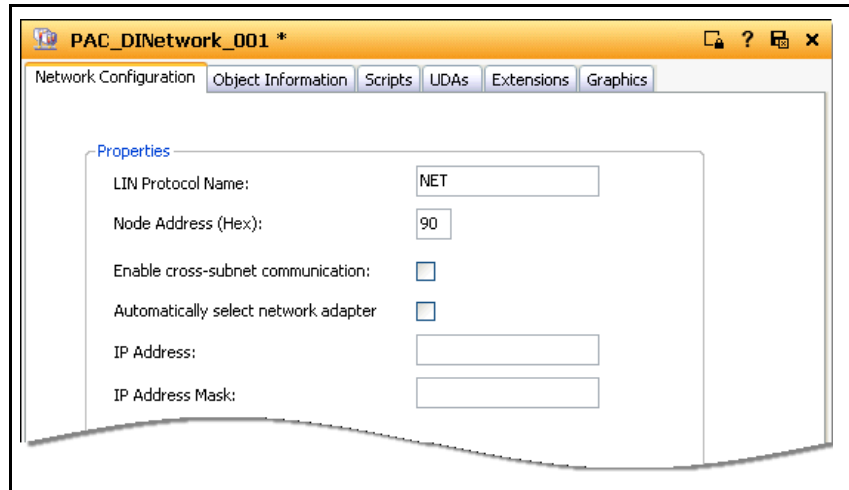 PAC_DINetwork_001 * ?
Network Configuration Object Information Scripts UDAs Extensions Graphics
Properties
LIN Protocol Name: NET
Node Address (Hex): 90
Enable cross-subnet communication:
Automatically select network adapter
IP Address:
IP Address Mask: